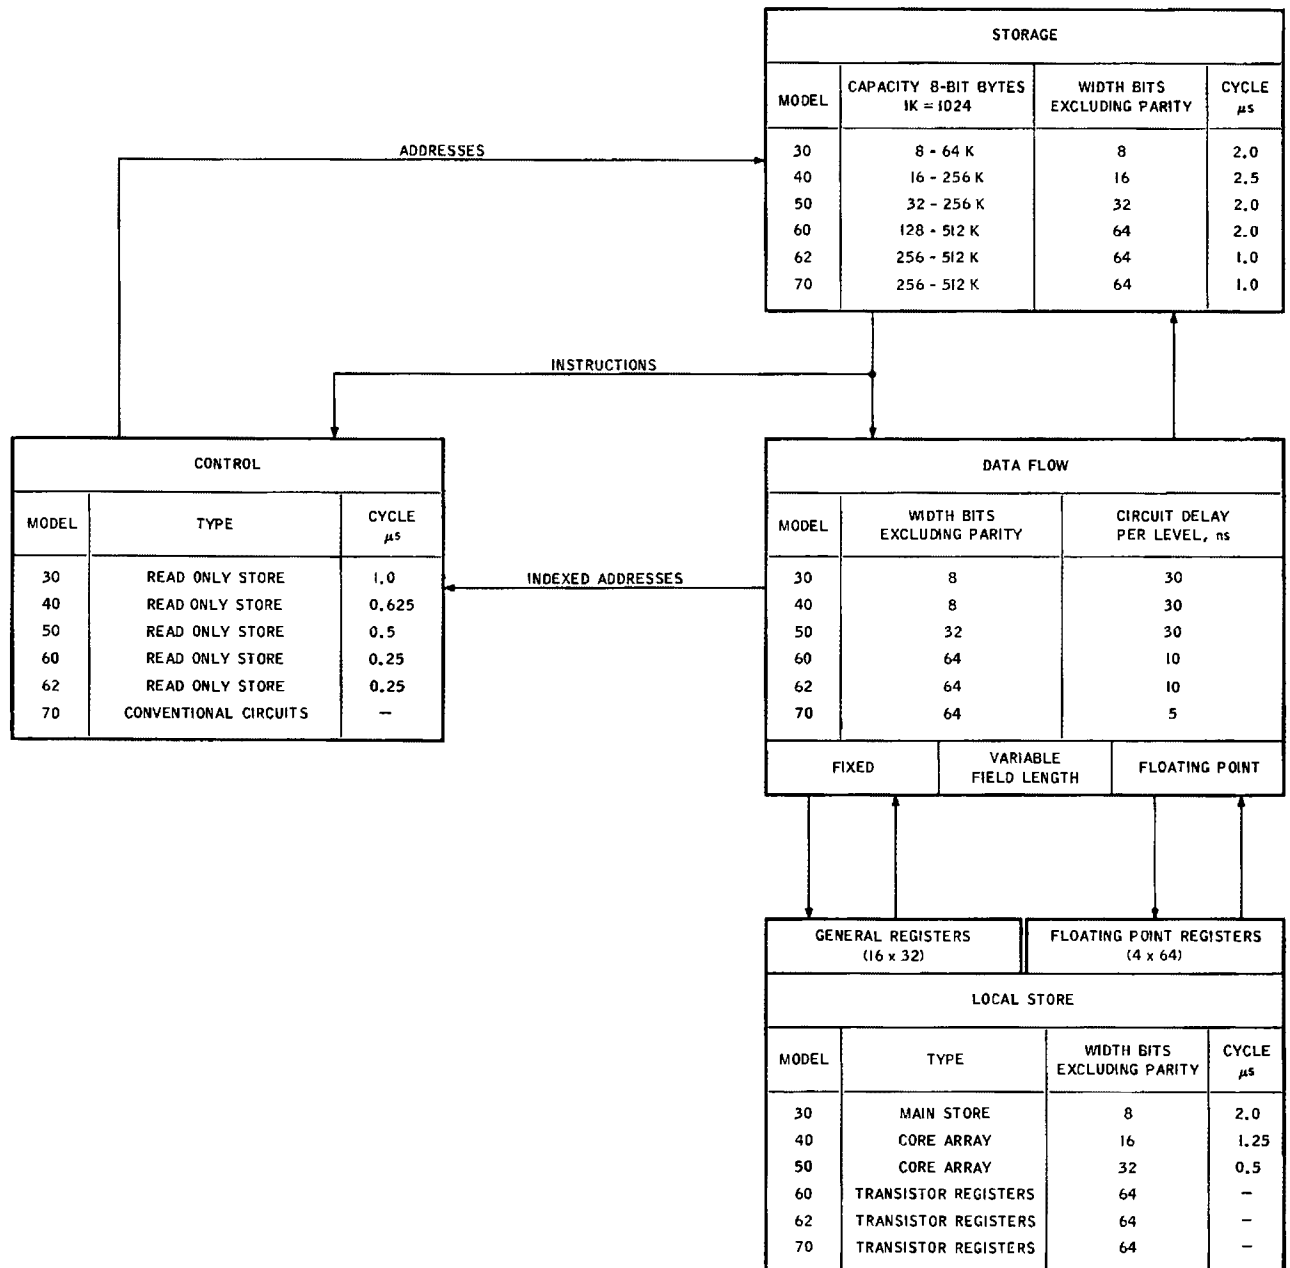 STORAGE
MODEL CAPACITY 8-BIT BYTES 1K = 1024 WIDTH BITS EXCLUDING PARITY CYCLE µs
30 8 - 64 K 8 2.0
40 16 - 256 K 16 2.5
50 32 - 256 K 32 2.0
60 128 - 512 K 64 2.0
62 256 - 512 K 64 1.0
70 256 - 512 K 64 1.0
ADDRESSES
INSTRUCTIONS
CONTROL
MODEL TYPE CYCLE µs
30 READ ONLY STORE 1.0
40 READ ONLY STORE 0.625
50 READ ONLY STORE 0.5
60 READ ONLY STORE 0.25
62 READ ONLY STORE 0.25
70 CONVENTIONAL CIRCUITS –
INDEXED ADDRESSES
DATA FLOW
MODEL WIDTH BITS EXCLUDING PARITY CIRCUIT DELAY PER LEVEL, ns
30 8 30
40 8 30
50 32 30
60 64 10
62 64 10
70 64 5
FIXED VARIABLE FIELD LENGTH FLOATING POINT
GENERAL REGISTERS (16 x 32)
FLOATING POINT REGISTERS (4 x 64)
LOCAL STORE
MODEL TYPE WIDTH BITS EXCLUDING PARITY CYCLE µs
30 MAIN STORE 8 2.0
40 CORE ARRAY 16 1.25
50 CORE ARRAY 32 0.5
60 TRANSISTOR REGISTERS 64 –
62 TRANSISTOR REGISTERS 64 –
70 TRANSISTOR REGISTERS 64 –